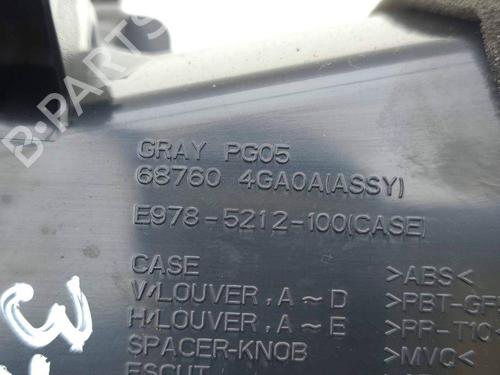 B-PARTS
GRAY PG05
68760 4GA0A(ASSY)
E978-5212-100(CASE)
CASE >ABS<
V/LOUVER,A~D >PBT-GF
H/LOUVER,A~E >PP-T10
SPACER-KNOB >MVQ<
ESCUT